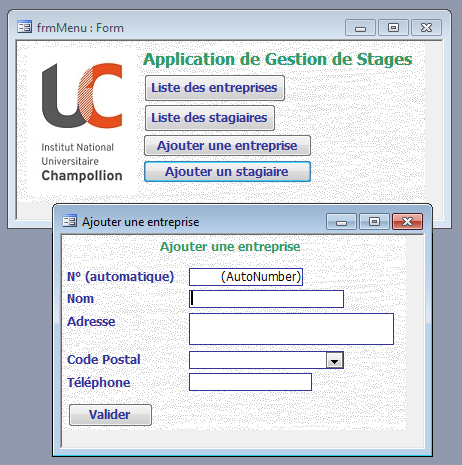 frmMenu : Form
Application de Gestion de Stages
UC
Institut National
Universitaire
Champollion
Liste des entreprises
Liste des stagiaires
Ajouter une entreprise
Ajouter un stagiaire
Ajouter une entreprise
Ajouter une entreprise
N° (automatique) (AutoNumber)
Nom
Adresse
Code Postal
Téléphone
Valider